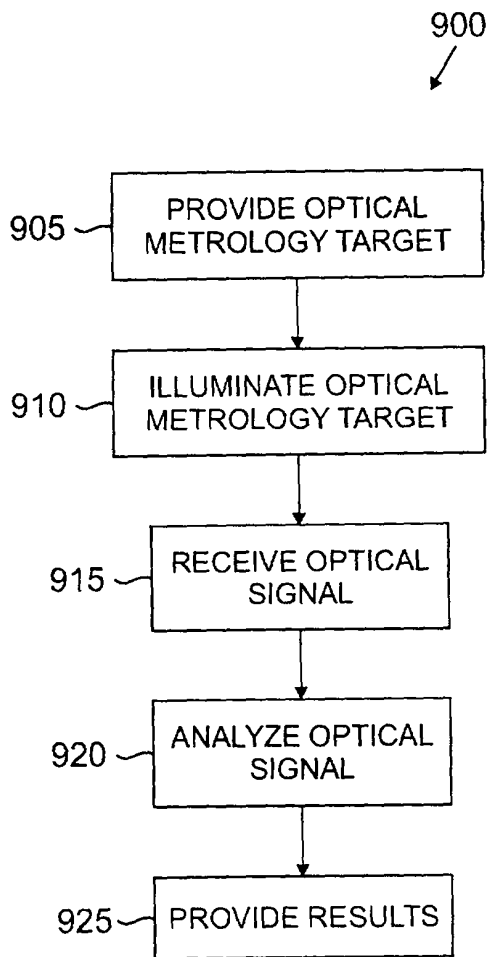 900
905
PROVIDE OPTICAL
METROLOGY TARGET
910
ILLUMINATE OPTICAL
METROLOGY TARGET
915
RECEIVE OPTICAL
SIGNAL
920
ANALYZE OPTICAL
SIGNAL
925
PROVIDE RESULTS